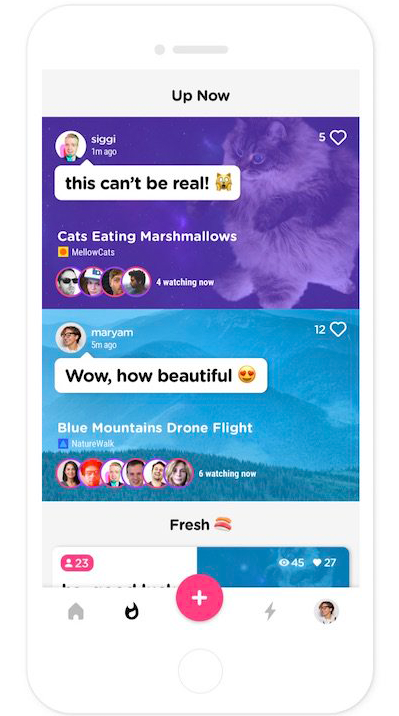 Up Now
siggi
1m ago
5
this can't be real! 🙀
Cats Eating Marshmallows
MellowCats
4 watching now
maryam
5m ago
12
Wow, how beautiful 😍
Blue Mountains Drone Flight
NatureWalk
6 watching now
Fresh 🍣
23
45 27